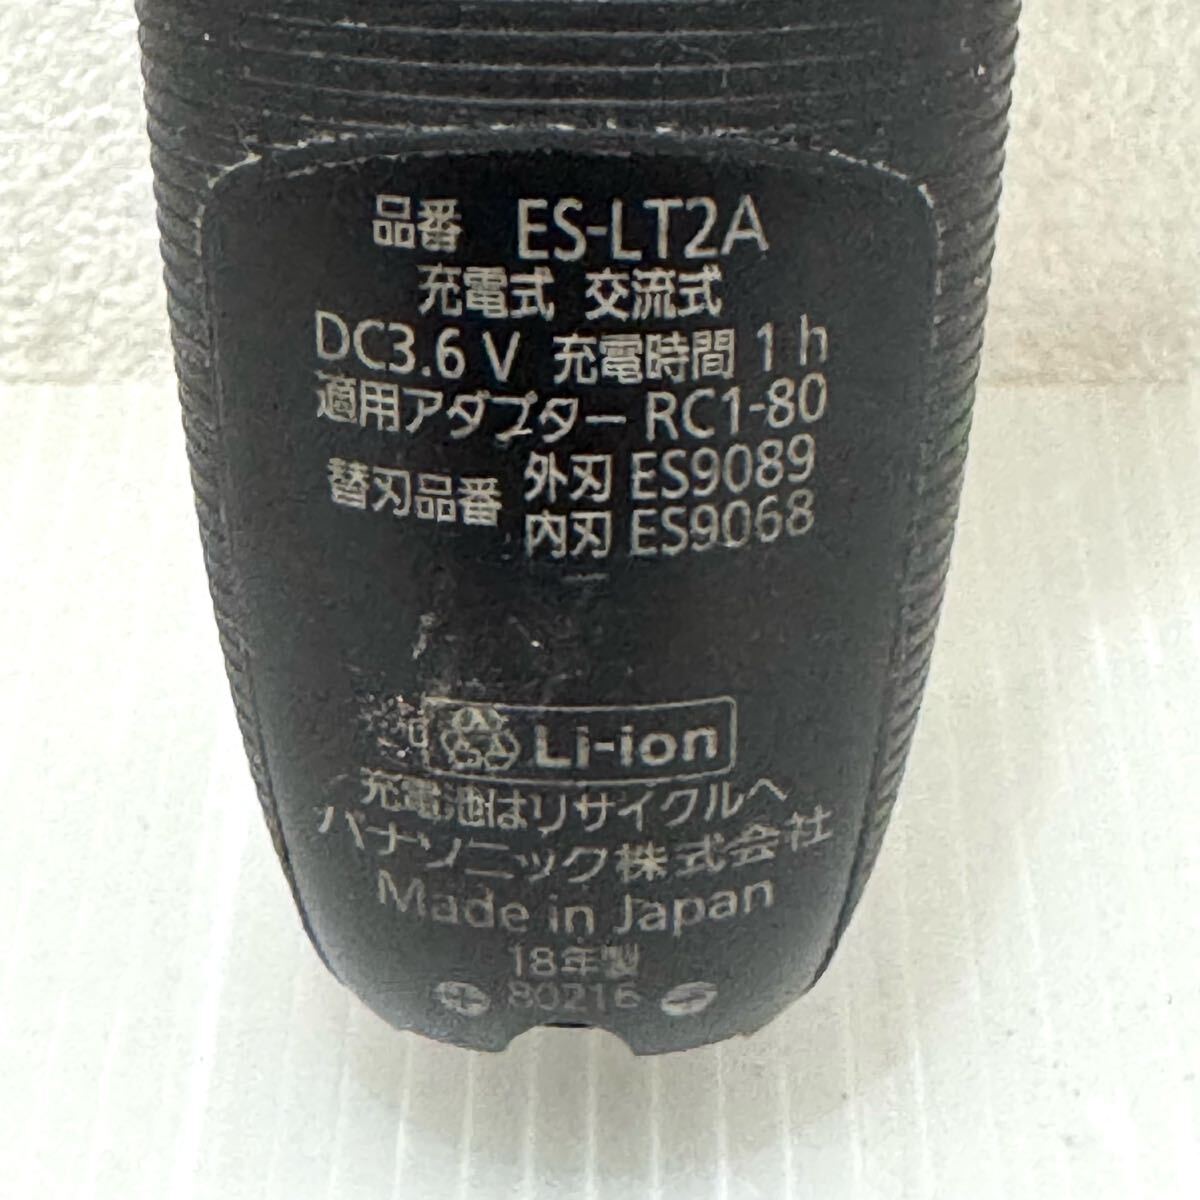 品番 ES-LT2A
充電式 交流式
DC3.6 V 充電時間 1 h
適用アダプター RC1-80
替刃品番 外刃 ES9089
内刃 ES9068
Li-ion
充電池はリサイクルへ
パナソニック株式会社
Made in Japan
18年製
80216